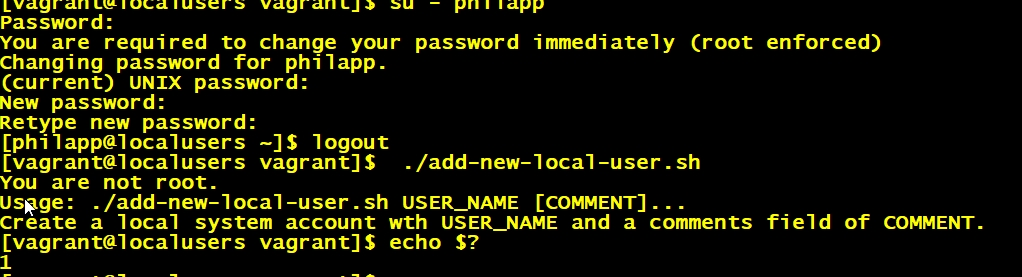 [vagrant@localusers vagrant]$ su - philapp
Password:
You are required to change your password immediately (root enforced)
Changing password for philapp.
(current) UNIX password:
New password:
Retype new password:
[philapp@localusers ~]$ logout
[vagrant@localusers vagrant]$  ./add-new-local-user.sh
You are not root.
Usage: ./add-new-local-user.sh USER_NAME [COMMENT]...
Create a local system account wth USER_NAME and a comments field of COMMENT.
[vagrant@localusers vagrant]$ echo $?
1